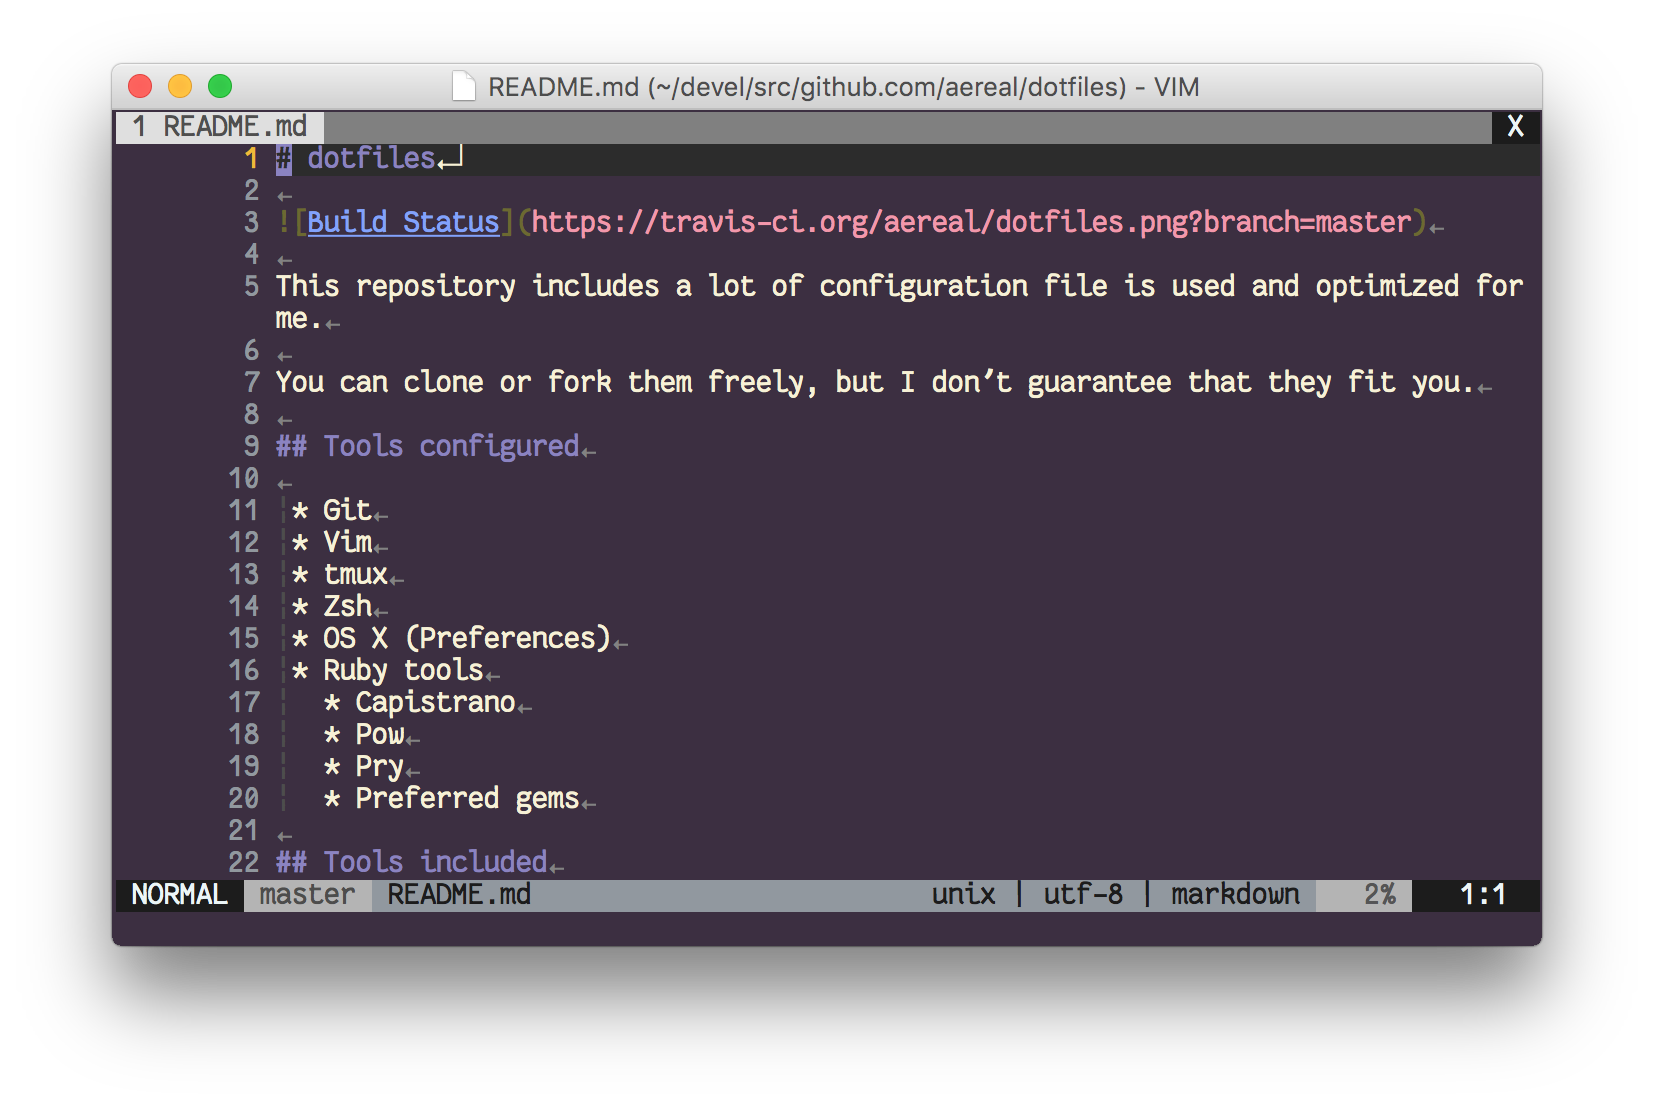 README.md (~/devel/src/github.com/aereal/dotfiles) - VIM
1 README.md X
1 # dotfiles↵
2 ←
3 ![Build Status](https://travis-ci.org/aereal/dotfiles.png?branch=master)←
4 ←
5 This repository includes a lot of configuration file is used and optimized for
me.←
6 ←
7 You can clone or fork them freely, but I don’t guarantee that they fit you.←
8 ←
9 ## Tools configured←
10 ←
11 ¦* Git←
12 ¦* Vim←
13 ¦* tmux←
14 ¦* Zsh←
15 ¦* OS X (Preferences)←
16 ¦* Ruby tools←
17 ¦  * Capistrano←
18 ¦  * Pow←
19 ¦  * Pry←
20 ¦  * Preferred gems←
21 ←
22 ## Tools included←
NORMAL master README.md unix | utf-8 | markdown 2% 1:1